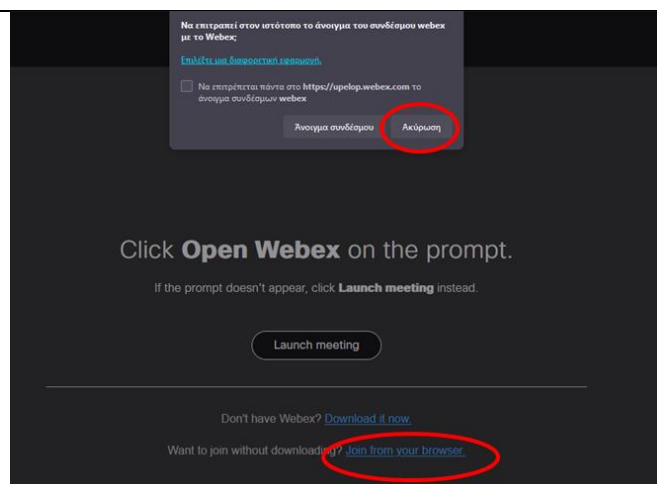 Να επιτραπεί στον ιστότοπο το άνοιγμα του συνδέσμου webex
με το Webex;
Επιλέξτε μια διαφορετική εφαρμογή.
Να επιτρέπεται πάντα στο https://upelop.webex.com το
άνοιγμα συνδέσμων webex
Άνοιγμα συνδέσμου Ακύρωση
Click Open Webex on the prompt.
If the prompt doesn't appear, click Launch meeting instead.
Launch meeting
Don't have Webex? Download it now.
Want to join without downloading? Join from your browser.